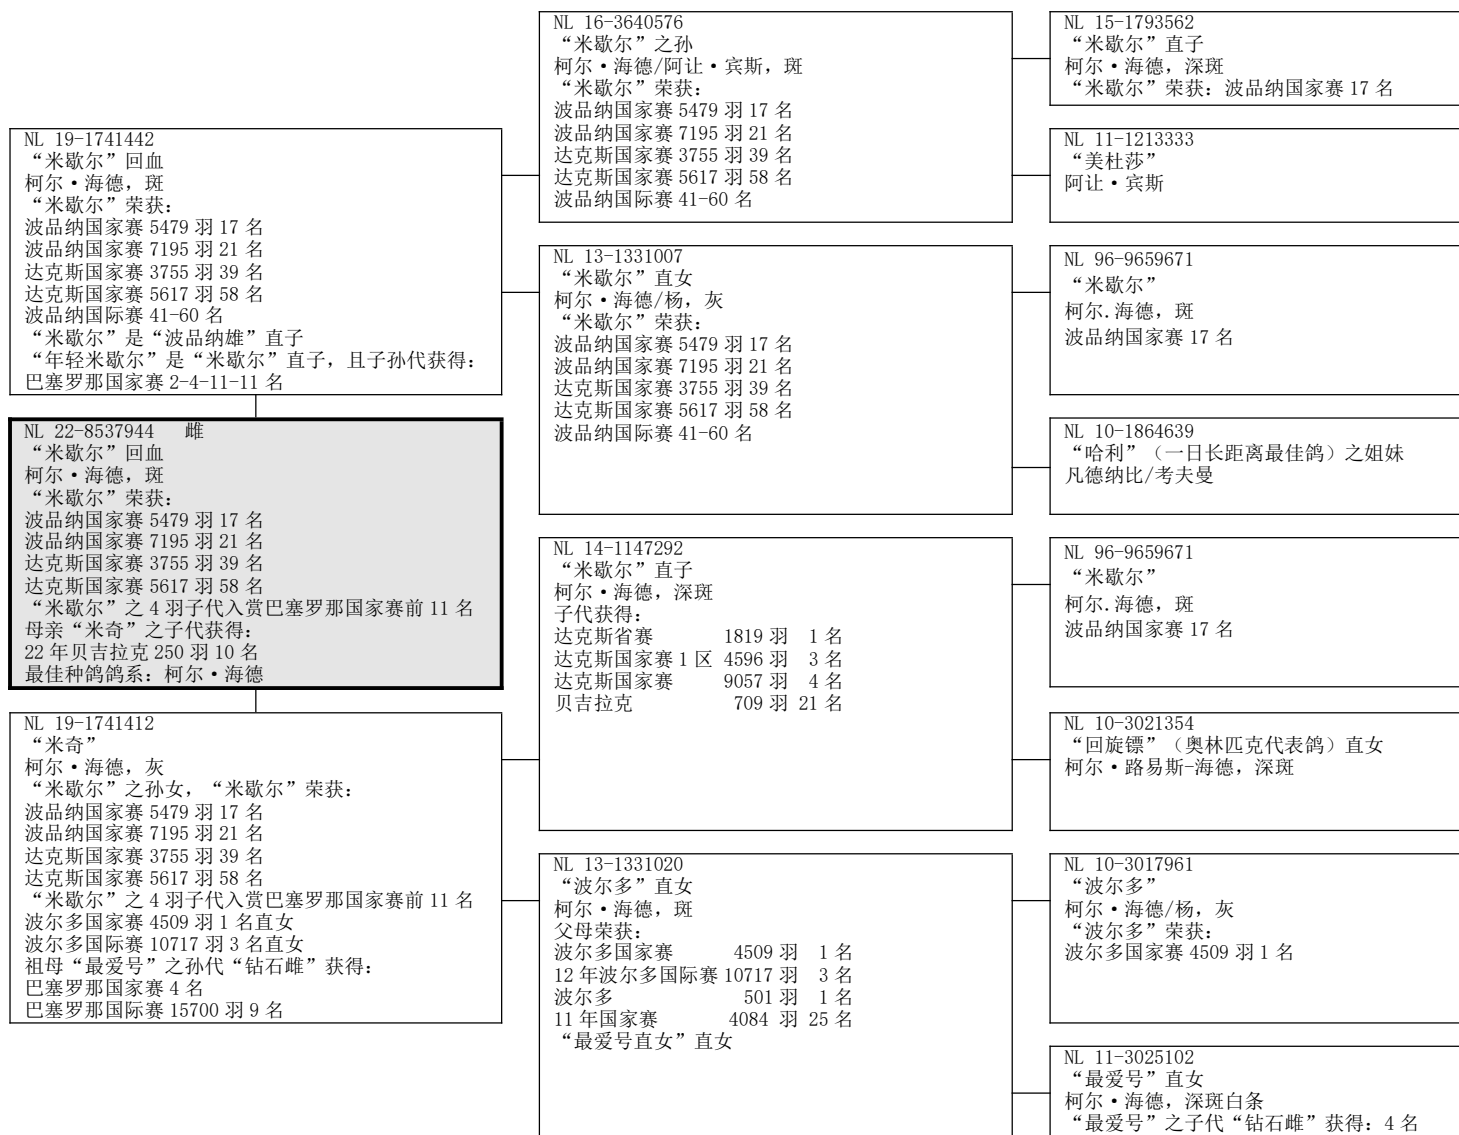 NL 19-1741442
“米歇尔”回血
柯尔·海德，斑
“米歇尔”荣获：
波品纳国家赛 5479 羽 17 名
波品纳国家赛 7195 羽 21 名
达克斯国家赛 3755 羽 39 名
达克斯国家赛 5617 羽 58 名
波品纳国际赛 41-60 名
“米歇尔”是“波品纳雄”直子
“年轻米歇尔”是“米歇尔”直子，且子孙代获得：
巴塞罗那国家赛 2-4-11-11 名
NL 22-8537944 雌
“米歇尔”回血
柯尔·海德，斑
“米歇尔”荣获：
波品纳国家赛 5479 羽 17 名
波品纳国家赛 7195 羽 21 名
达克斯国家赛 3755 羽 39 名
达克斯国家赛 5617 羽 58 名
“米歇尔”之 4 羽子代入赏巴塞罗那国家赛前 11 名
母亲“米奇”之子代获得：
22 年贝吉拉克 250 羽 10 名
最佳种鸽鸽系：柯尔·海德
NL 19-1741412
“米奇”
柯尔·海德，灰
“米歇尔”之孙女，“米歇尔”荣获：
波品纳国家赛 5479 羽 17 名
波品纳国家赛 7195 羽 21 名
达克斯国家赛 3755 羽 39 名
达克斯国家赛 5617 羽 58 名
“米歇尔”之 4 羽子代入赏巴塞罗那国家赛前 11 名
波尔多国家赛 4509 羽 1 名直女
波尔多国际赛 10717 羽 3 名直女
祖母“最爱号”之孙代“钻石雌”获得：
巴塞罗那国家赛 4 名
巴塞罗那国际赛 15700 羽 9 名
NL 16-3640576
“米歇尔”之孙
柯尔·海德/阿让·宾斯，斑
“米歇尔”荣获：
波品纳国家赛 5479 羽 17 名
波品纳国家赛 7195 羽 21 名
达克斯国家赛 3755 羽 39 名
达克斯国家赛 5617 羽 58 名
波品纳国际赛 41-60 名
NL 13-1331007
“米歇尔”直女
柯尔·海德/杨，灰
“米歇尔”荣获：
波品纳国家赛 5479 羽 17 名
波品纳国家赛 7195 羽 21 名
达克斯国家赛 3755 羽 39 名
达克斯国家赛 5617 羽 58 名
波品纳国际赛 41-60 名
NL 14-1147292
“米歇尔”直子
柯尔·海德，深斑
子代获得：
达克斯省赛 1819 羽 1 名
达克斯国家赛 1 区 4596 羽 3 名
达克斯国家赛 9057 羽 4 名
贝吉拉克 709 羽 21 名
NL 13-1331020
“波尔多”直女
柯尔·海德，斑
父母荣获：
波尔多国家赛 4509 羽 1 名
12 年波尔多国际赛 10717 羽 3 名
波尔多 501 羽 1 名
11 年国家赛 4084 羽 25 名
“最爱号直女”直女
NL 15-1793562
“米歇尔”直子
柯尔·海德，深斑
“米歇尔”荣获：波品纳国家赛 17 名
NL 11-1213333
“美杜莎”
阿让·宾斯
NL 96-9659671
“米歇尔”
柯尔.海德，斑
波品纳国家赛 17 名
NL 10-1864639
“哈利”（一日长距离最佳鸽）之姐妹
凡德纳比/考夫曼
NL 96-9659671
“米歇尔”
柯尔.海德，斑
波品纳国家赛 17 名
NL 10-3021354
“回旋镖”（奥林匹克代表鸽）直女
柯尔·路易斯-海德，深斑
NL 10-3017961
“波尔多”
柯尔·海德/杨，灰
“波尔多”荣获：
波尔多国家赛 4509 羽 1 名
NL 11-3025102
“最爱号”直女
柯尔·海德，深斑白条
“最爱号”之子代“钻石雌”获得：4 名